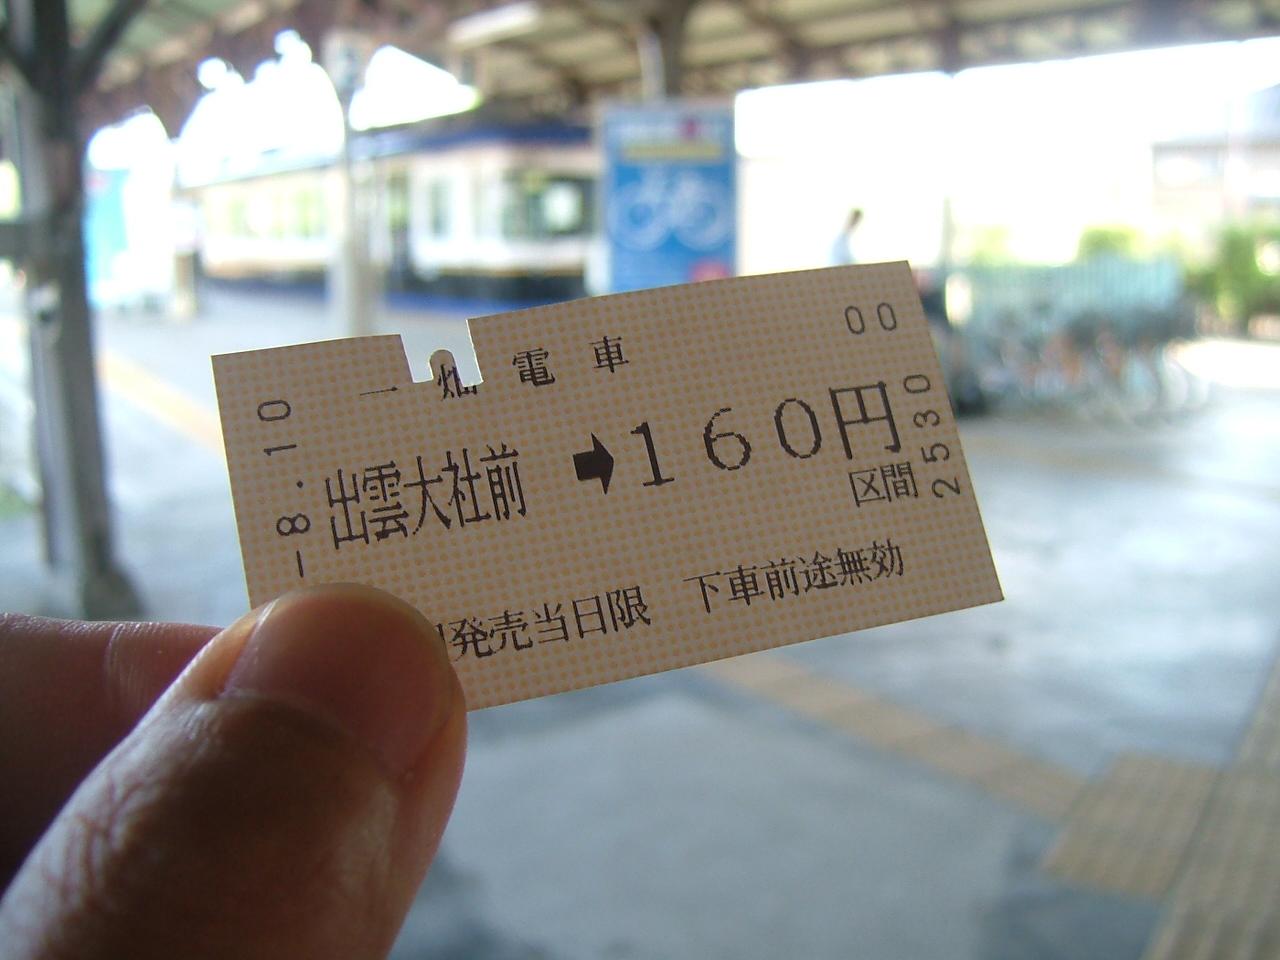 00
一畑電車
-8.10
出雲大社前➡160円
区間
2530
発売当日限 下車前途無効